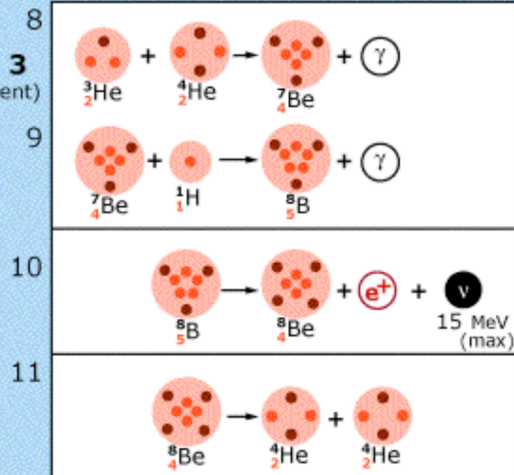 8
3
ent)
+ → + γ
³₂He ⁴₂He ⁷₄Be
9
+ → + γ
⁷₄Be ¹₁H ⁸₅B
10
→ + e⁺ + ν
⁸₅B ⁸₄Be 15 MeV
(max)
11
→ +
⁸₄Be ⁴₂He ⁴₂He